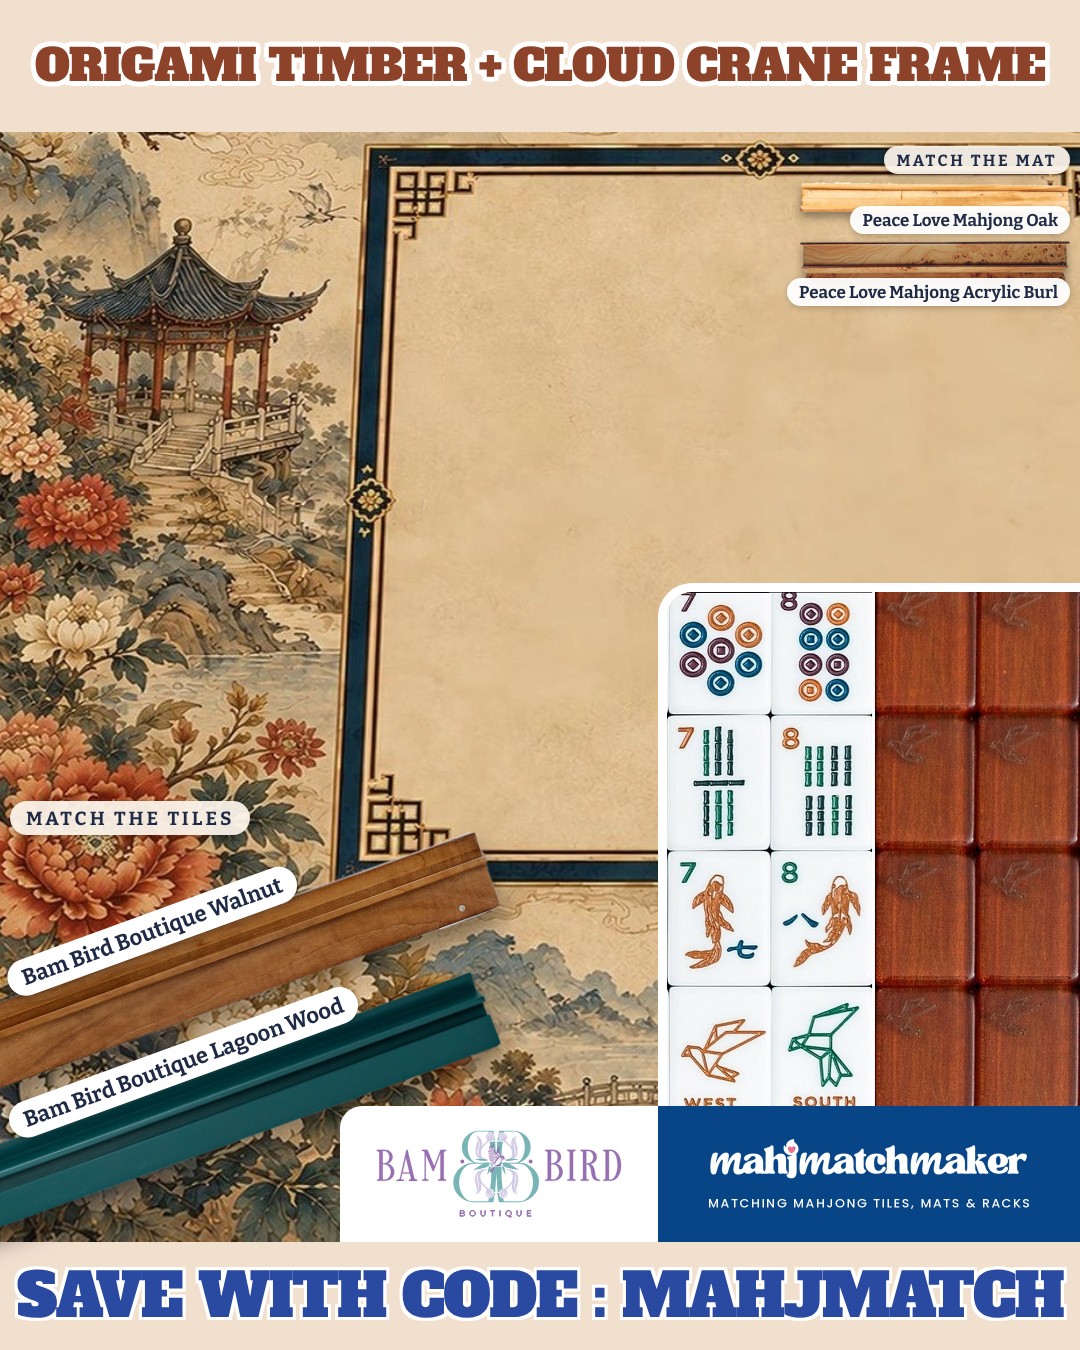 ORIGAMI TIMBER + CLOUD CRANE FRAME
MATCH THE MAT
Peace Love Mahjong Oak
Peace Love Mahjong Acrylic Burl
7 8
7 8
7 8
七 八
WEST SOUTH
MATCH THE TILES
Bam Bird Boutique Walnut
Bam Bird Boutique Lagoon Wood
BAM BIRD
BOUTIQUE
mahjmatchmaker
MATCHING MAHJONG TILES, MATS & RACKS
SAVE WITH CODE : MAHJMATCH